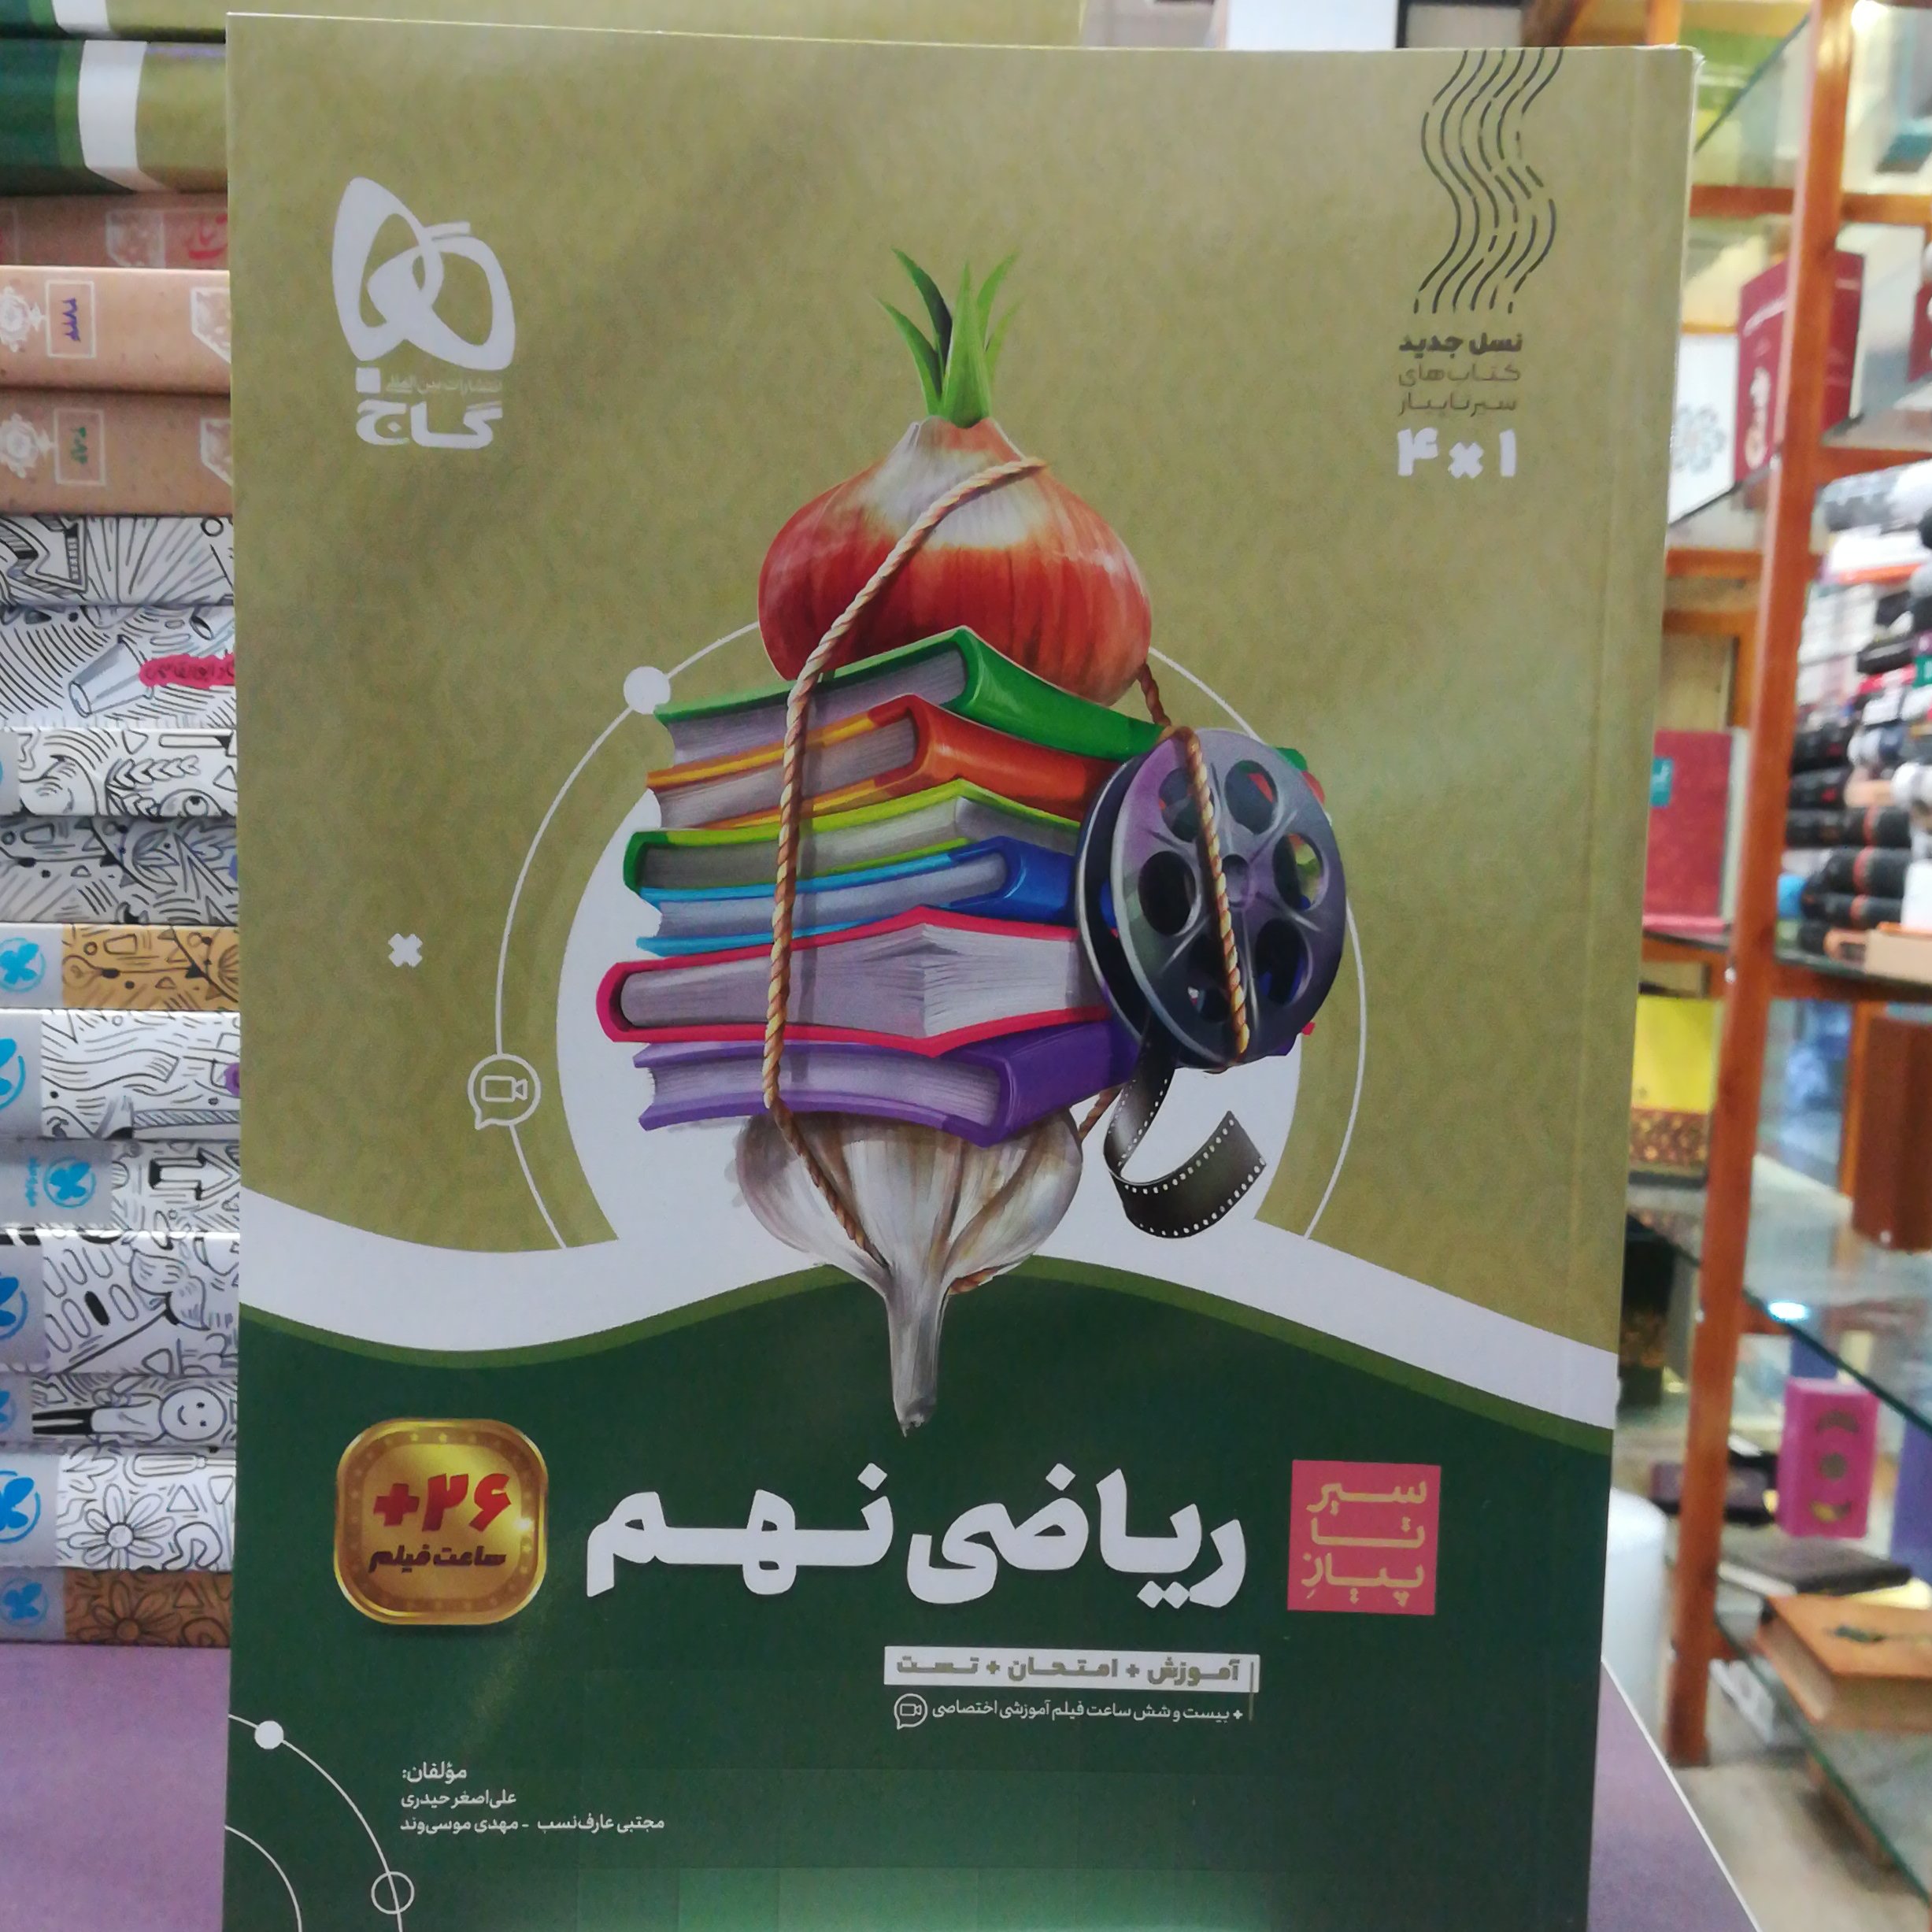 نسل جدید
کتاب‌های
سیر تا پیاز
۱×۴
انتشارات بین‌المللی
گاج
سیر
تا
پیازِ
ریاضی نهم
+۲۶
ساعت فیلم
آموزش + امتحان + تست
+ بیست و شش ساعت فیلم آموزشی اختصاصی
مؤلفان:
علی‌اصغر حیدری
مجتبی عارف‌نسب - مهدی موسی‌وند